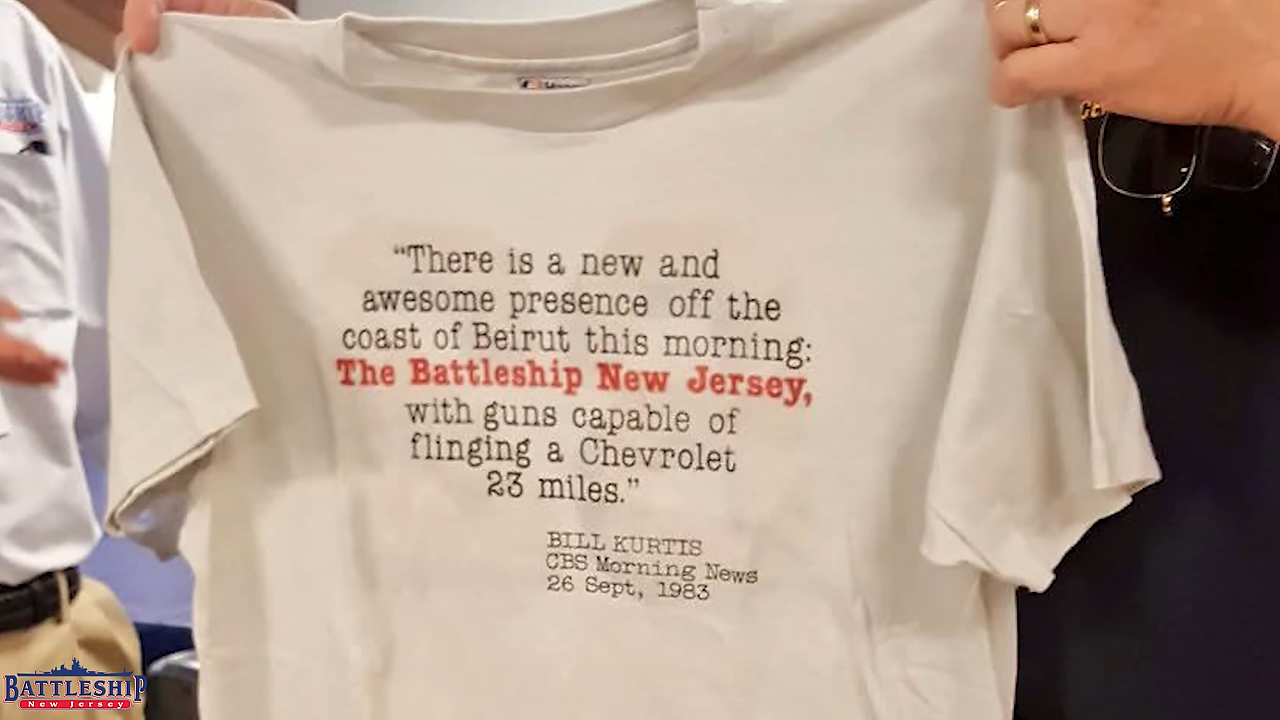 “There is a new and
awesome presence off the
coast of Beirut this morning:
The Battleship New Jersey,
with guns capable of
flinging a Chevrolet
23 miles.”
BILL KURTIS
CBS Morning News
26 Sept, 1983
BATTLESHIP
New Jersey